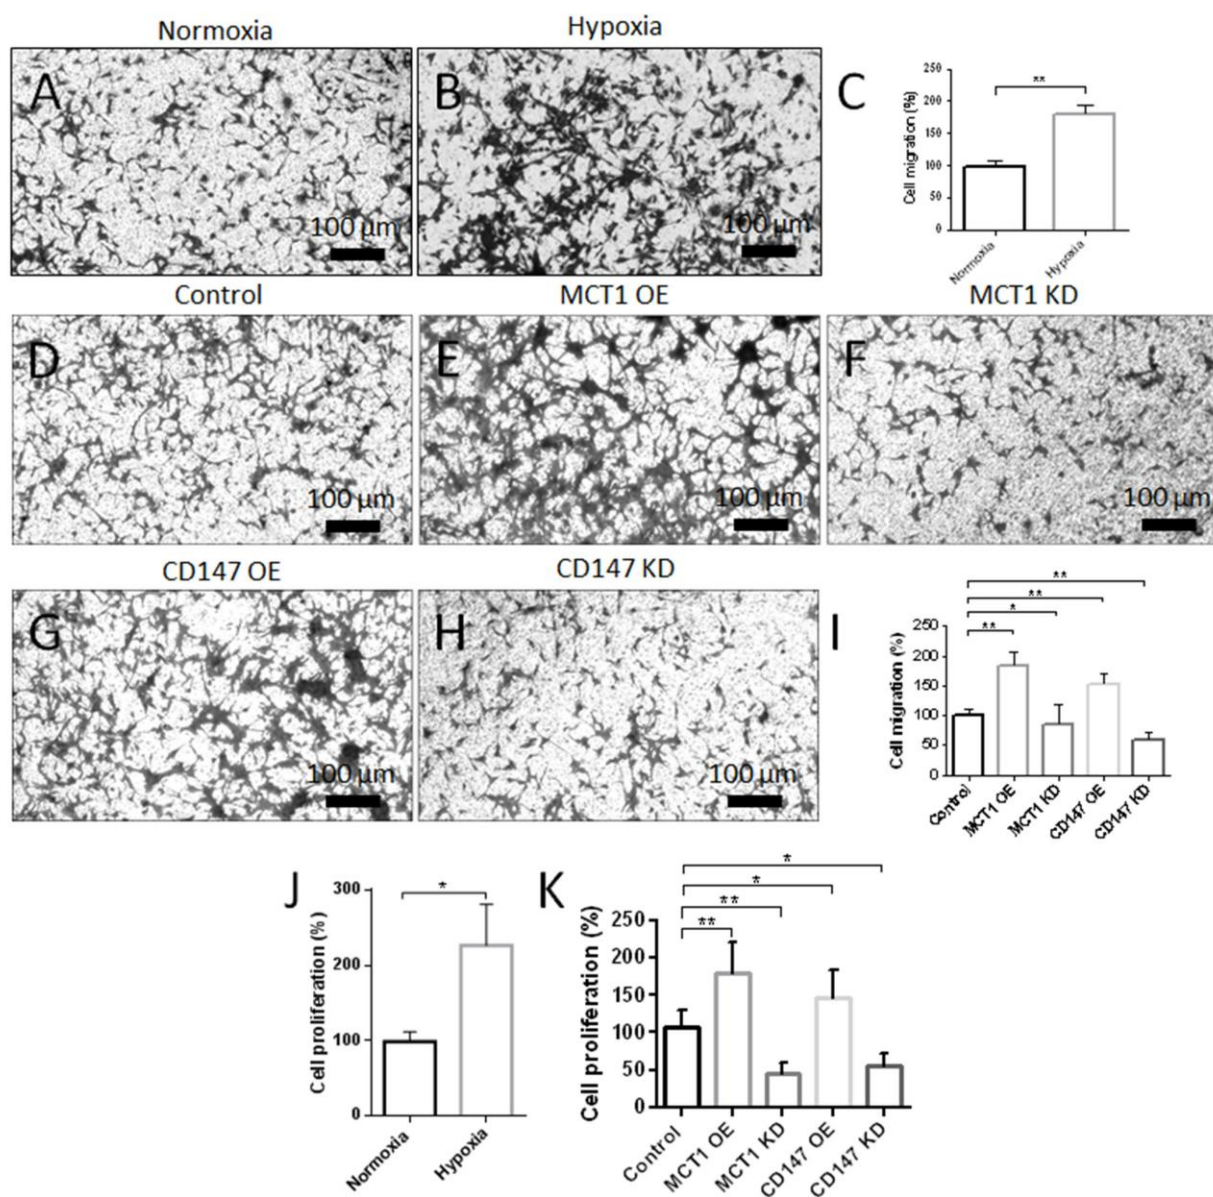 Normoxia
Hypoxia
A
100 µm
B
100 µm
C
Cell migration (%)
250
200
150
100
50
0
**
Normoxia
Hypoxia
Control
MCT1 OE
MCT1 KD
D
100 µm
E
100 µm
F
100 µm
CD147 OE
CD147 KD
G
100 µm
H
100 µm
I
Cell migration (%)
250
200
150
100
50
0
**
**
*
**
Control
MCT1 OE
MCT1 KD
CD147 OE
CD147 KD
J
Cell proliferation (%)
300
200
100
0
*
Normoxia
Hypoxia
K
Cell proliferation (%)
250
200
150
100
50
0
*
*
**
**
Control
MCT1 OE
MCT1 KD
CD147 OE
CD147 KD